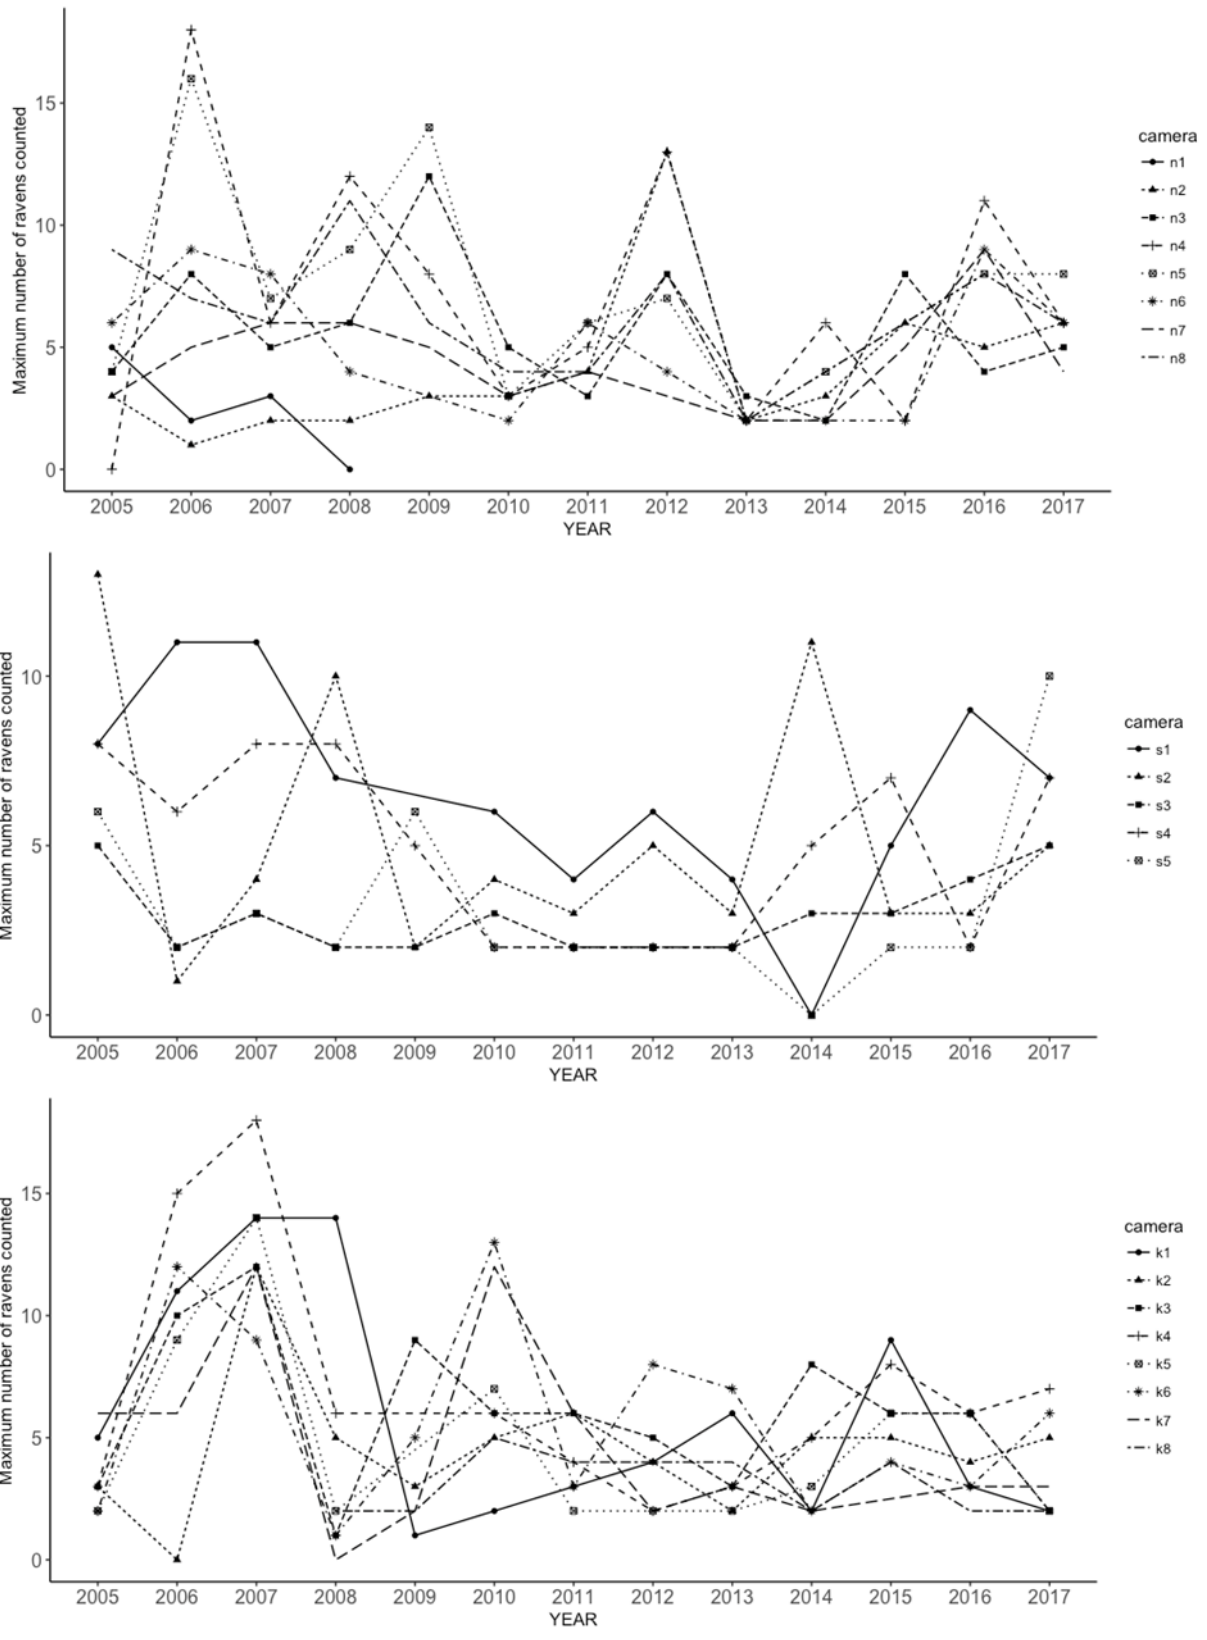 Maximum number of ravens counted
15
10
5
0
2005 2006 2007 2008 2009 2010 2011 2012 2013 2014 2015 2016 2017
YEAR
camera
n1
n2
n3
n4
n5
n6
n7
n8
Maximum number of ravens counted
10
5
0
2005 2006 2007 2008 2009 2010 2011 2012 2013 2014 2015 2016 2017
YEAR
camera
s1
s2
s3
s4
s5
Maximum number of ravens counted
15
10
5
0
2005 2006 2007 2008 2009 2010 2011 2012 2013 2014 2015 2016 2017
YEAR
camera
k1
k2
k3
k4
k5
k6
k7
k8